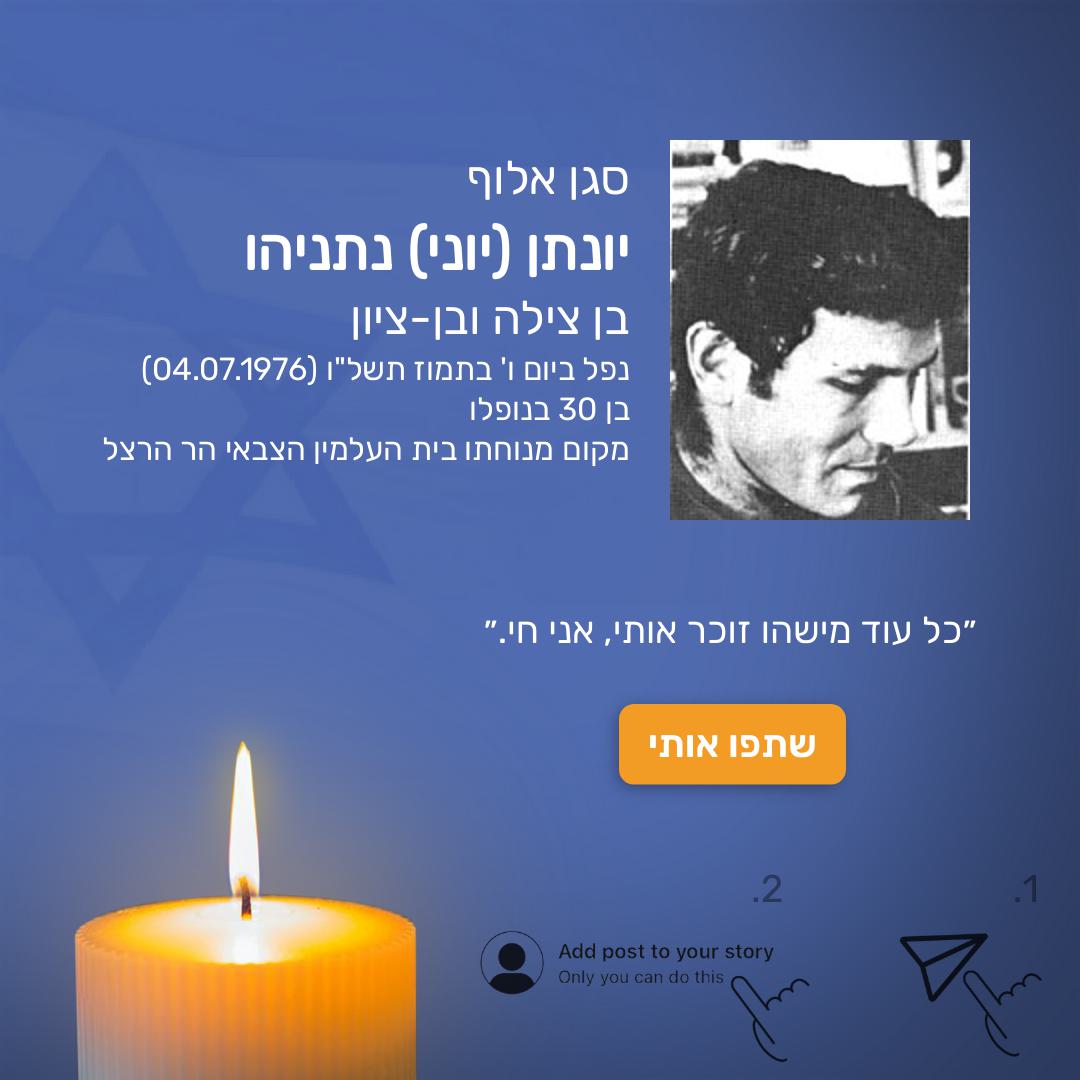 סגן אלוף
יונתן (יוני) נתניהו
בן צילה ובן-ציון
נפל ביום ו' בתמוז תשל"ו (04.07.1976)
בן 30 בנופלו
מקום מנוחתו בית העלמין הצבאי הר הרצל
"כל עוד מישהו זוכר אותי, אני חי."
שתפו אותי
1.
2.
Add post to your story
Only you can do this